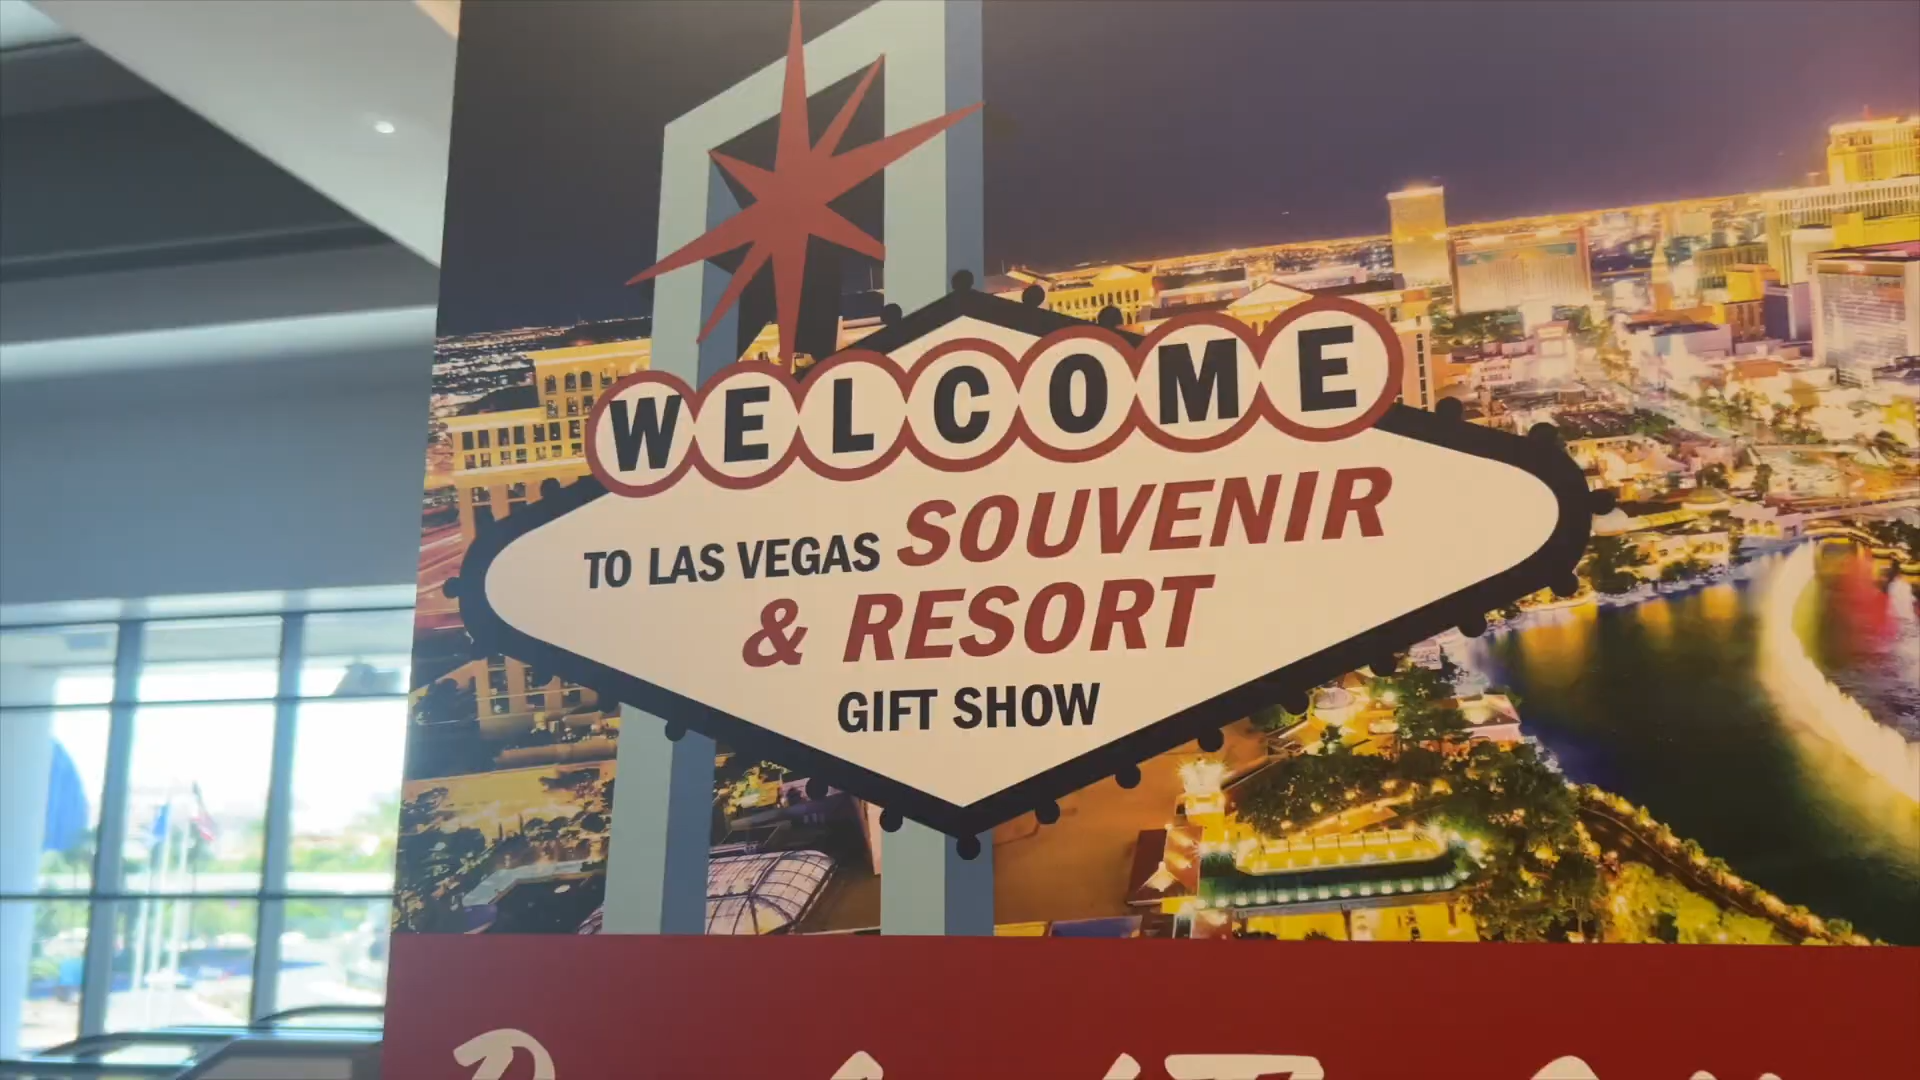 WELCOME
TO LAS VEGAS SOUVENIR
& RESORT
GIFT SHOW